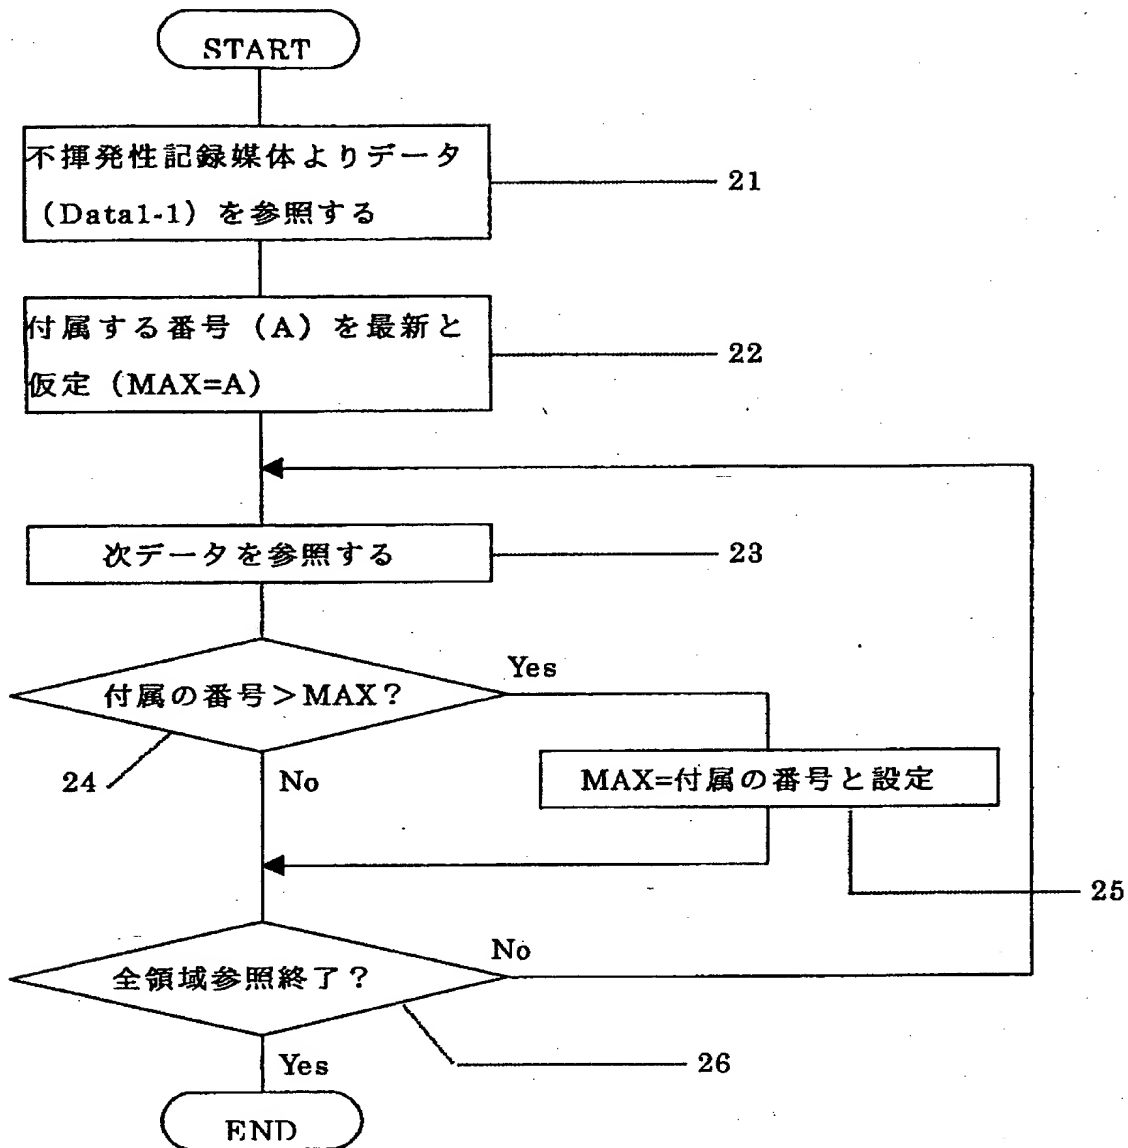 START
不揮発性記録媒体よりデータ
(Data1-1) を参照する
21
付属する番号 (A) を最新と
仮定 (MAX=A)
22
次データを参照する
23
付属の番号>MAX?
Yes
24
No
MAX=付属の番号と設定
25
全領域参照終了?
No
26
Yes
END